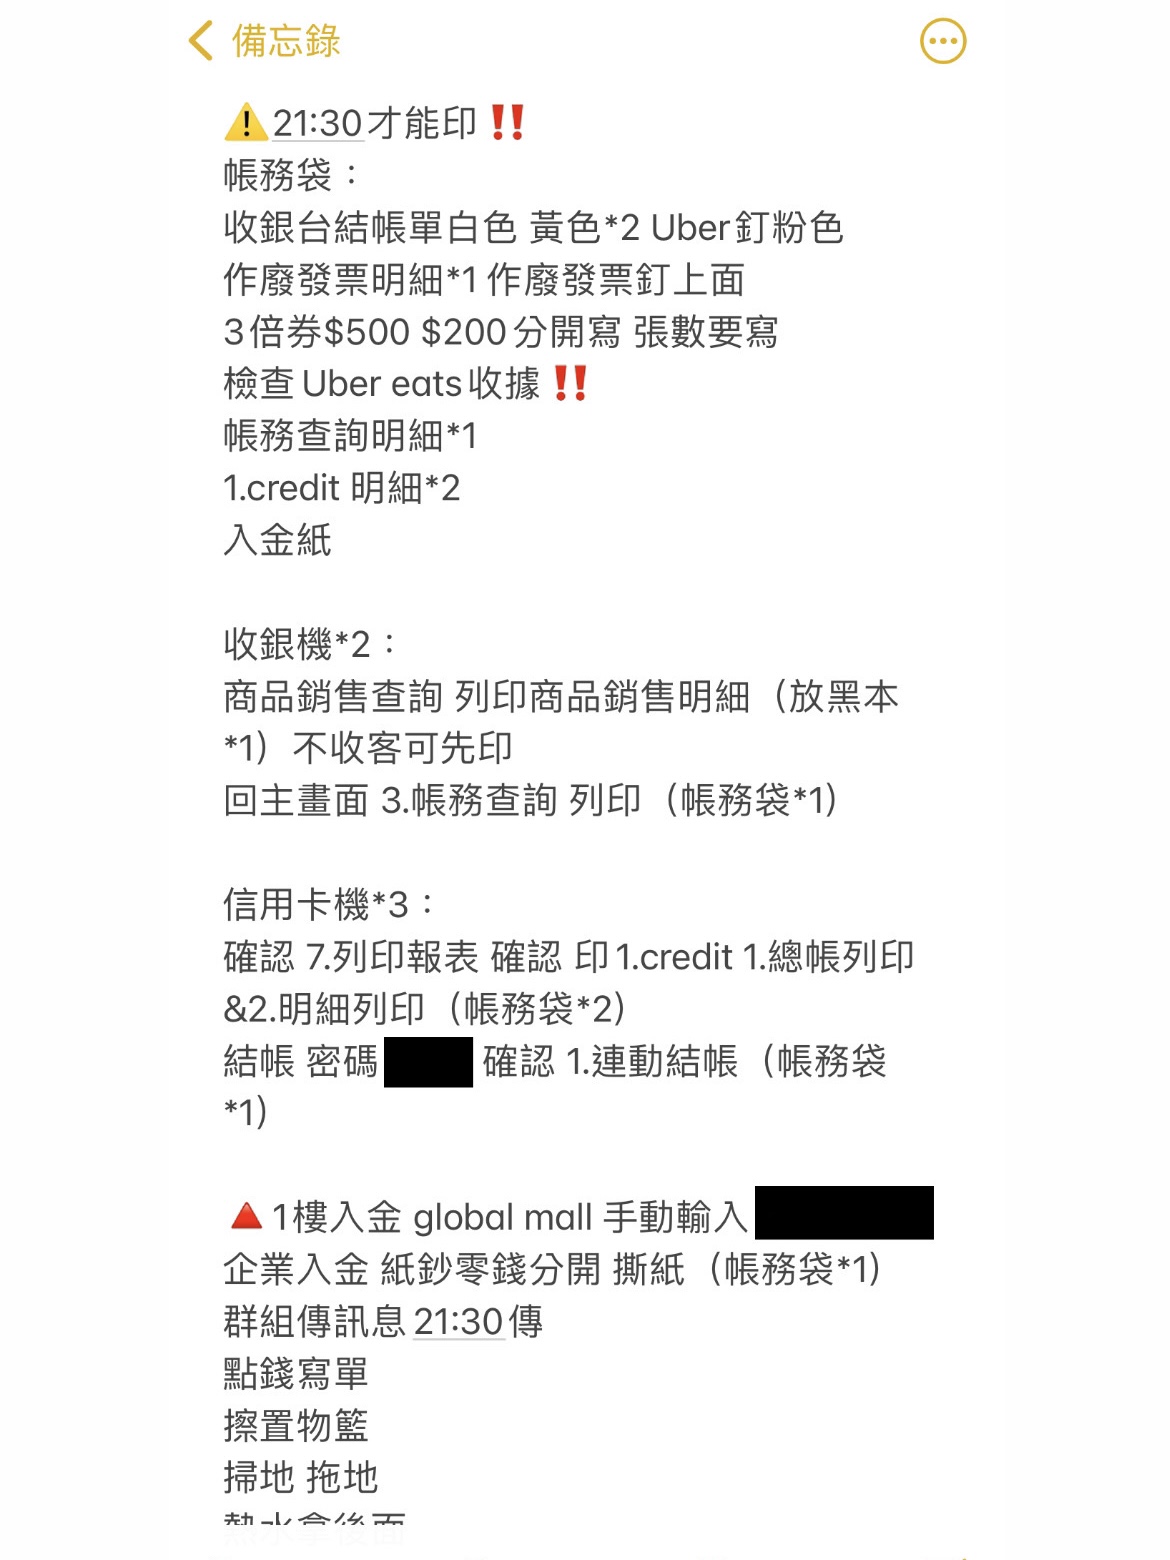 備忘錄
⚠️21:30才能印‼️
帳務袋：
收銀台結帳單白色 黃色*2 Uber釘粉色
作廢發票明細*1 作廢發票釘上面
3倍券$500 $200分開寫 張數要寫
檢查Uber eats收據‼️
帳務查詢明細*1
1.credit 明細*2
入金紙
收銀機*2：
商品銷售查詢 列印商品銷售明細（放黑本
*1）不收客可先印
回主畫面 3.帳務查詢 列印（帳務袋*1）
信用卡機*3：
確認 7.列印報表 確認 印1.credit 1.總帳列印
&2.明細列印（帳務袋*2）
結帳 密碼 確認 1.連動結帳（帳務袋
*1）
🔺1樓入金 global mall 手動輸入
企業入金 紙鈔零錢分開 撕紙（帳務袋*1）
群組傳訊息21:30傳
點錢寫單
擦置物籃
掃地 拖地